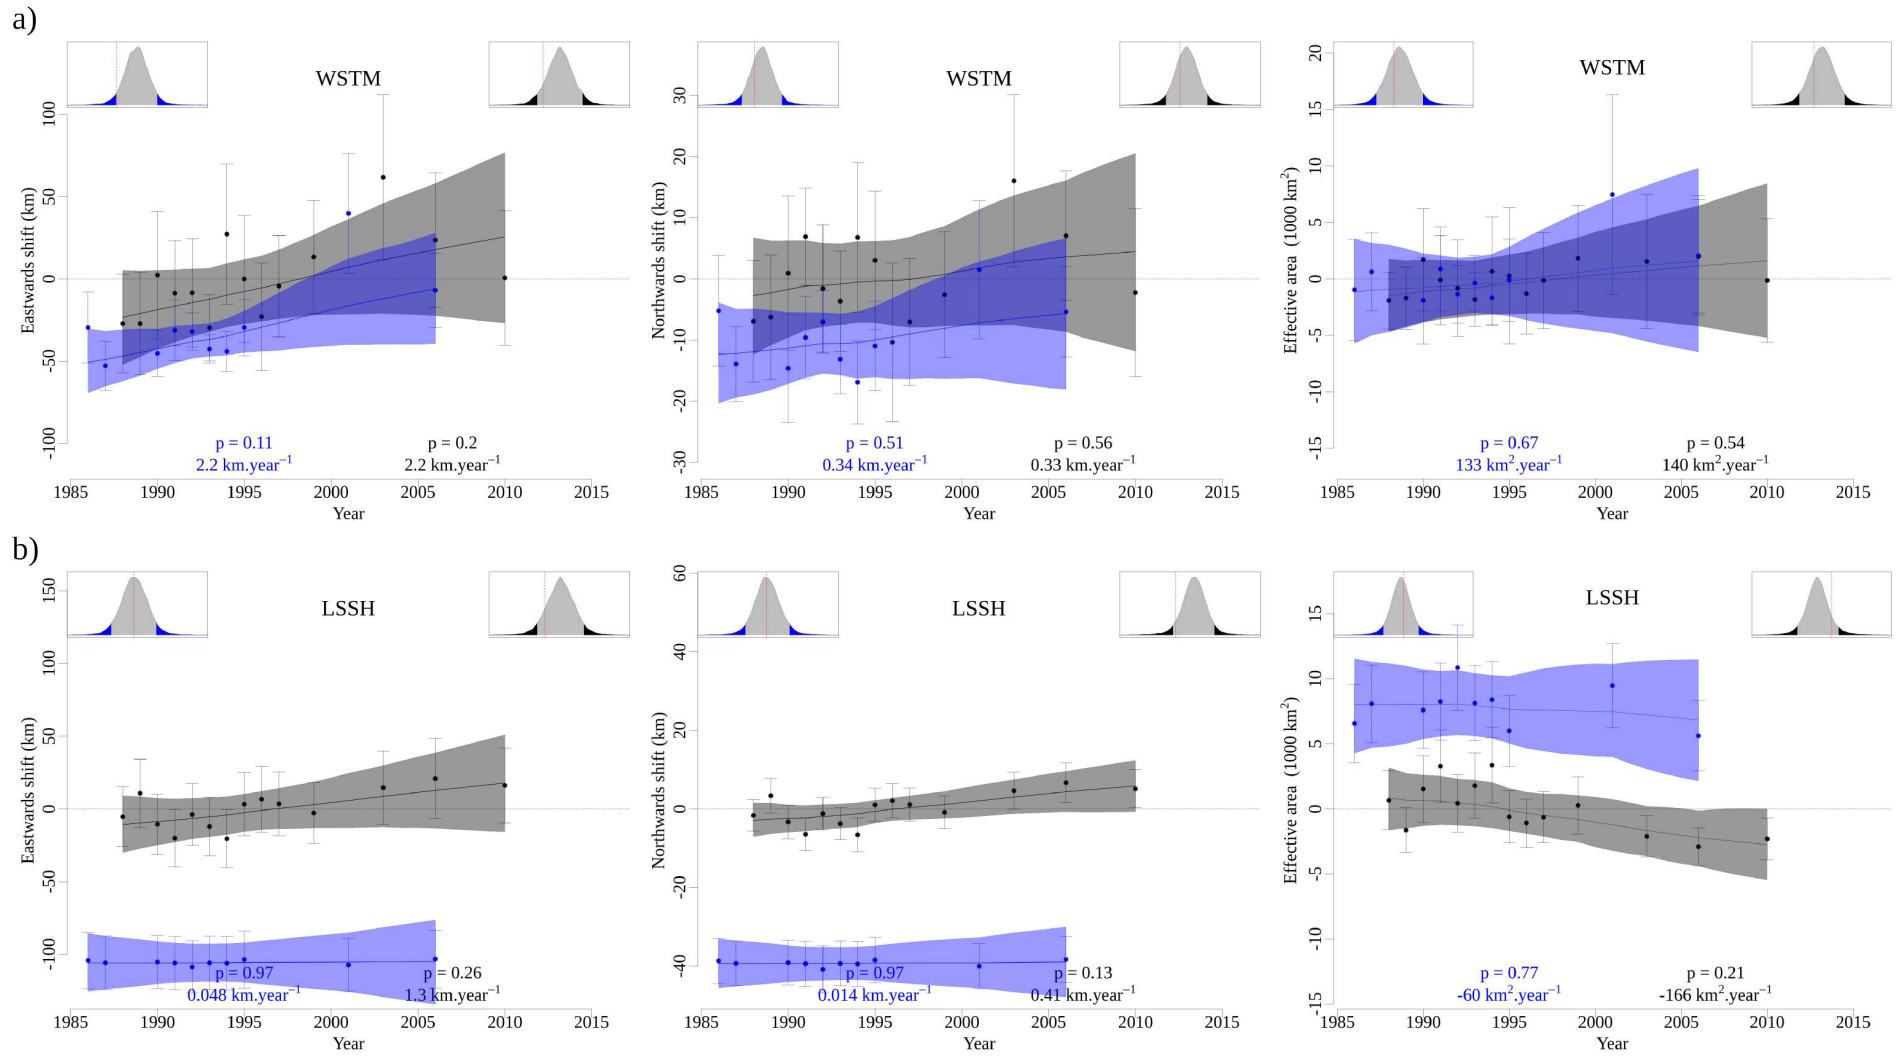 a)
WSTM
Eastwards shift (km)
100
50
0
-50
-100
p = 0.11
2.2 km.year⁻¹
p = 0.2
2.2 km.year⁻¹
1985 1990 1995 2000 2005 2010 2015
Year
WSTM
Northwards shift (km)
30
20
10
0
-10
-20
-30
p = 0.51
0.34 km.year⁻¹
p = 0.56
0.33 km.year⁻¹
1985 1990 1995 2000 2005 2010 2015
Year
WSTM
Effective area (1000 km²)
20
15
10
5
0
-5
-10
-15
p = 0.67
133 km².year⁻¹
p = 0.54
140 km².year⁻¹
1985 1990 1995 2000 2005 2010 2015
Year
b)
LSSH
Eastwards shift (km)
150
100
50
0
-50
-100
p = 0.97
0.048 km.year⁻¹
p = 0.26
1.3 km.year⁻¹
1985 1990 1995 2000 2005 2010 2015
Year
LSSH
Northwards shift (km)
60
40
20
0
-20
-40
p = 0.97
0.014 km.year⁻¹
p = 0.13
0.41 km.year⁻¹
1985 1990 1995 2000 2005 2010 2015
Year
LSSH
Effective area (1000 km²)
15
10
5
0
-5
-10
-15
p = 0.77
-60 km².year⁻¹
p = 0.21
-166 km².year⁻¹
1985 1990 1995 2000 2005 2010 2015
Year